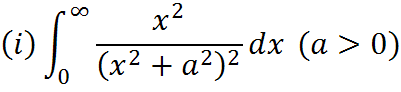 (i) ∫₀^∞ x²/(x² + a²)² dx (a > 0)